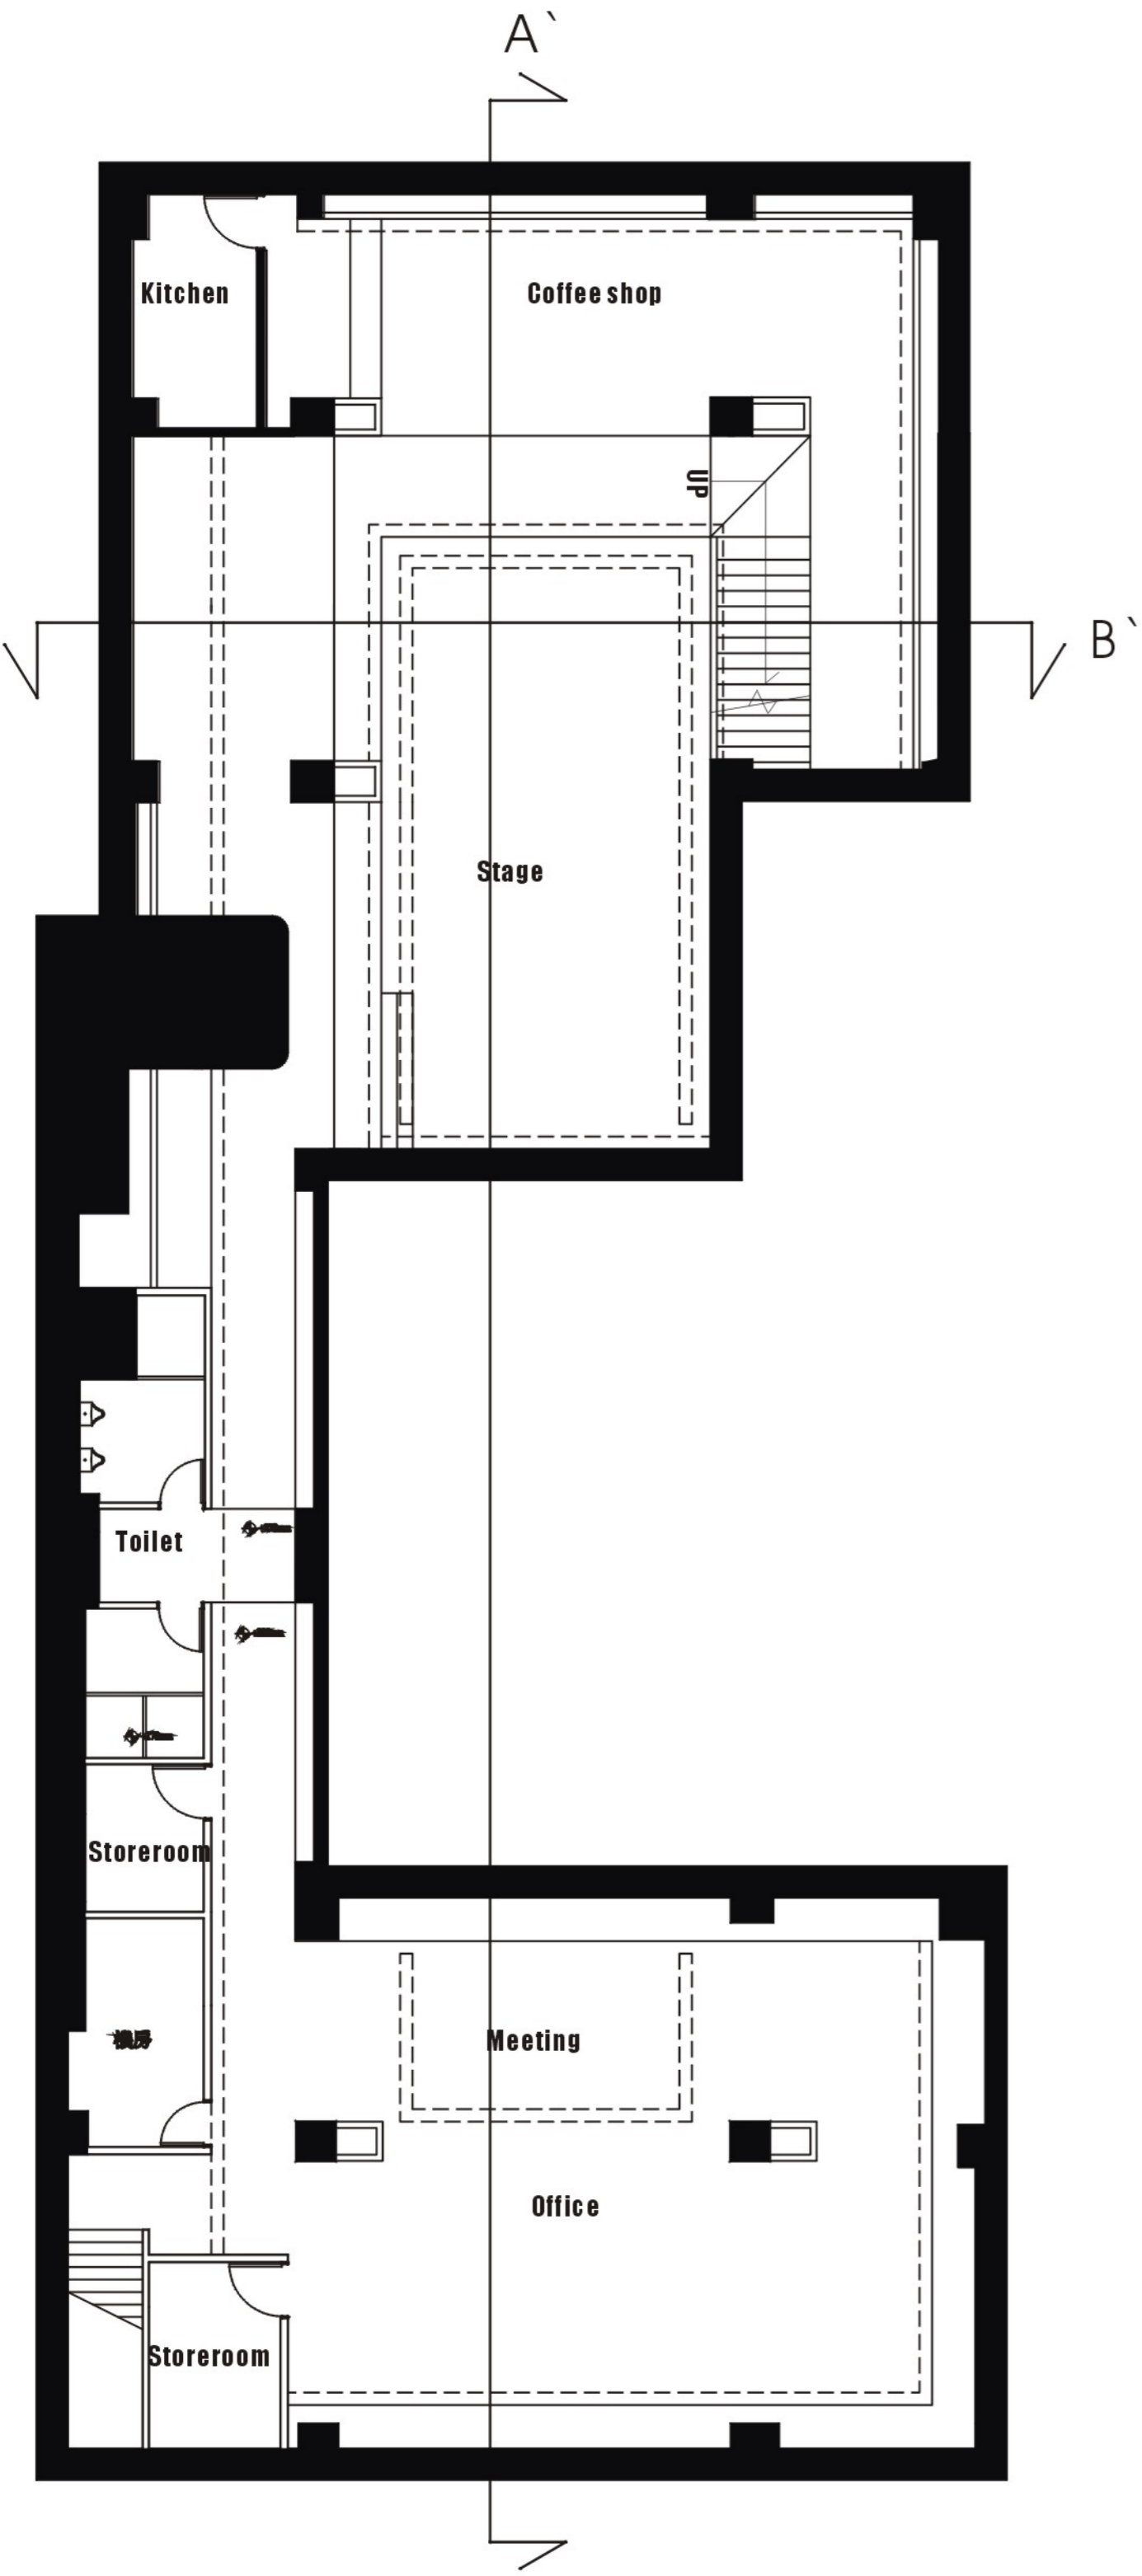 A`
Kitchen
Coffee shop
UP
B`
Stage
Toilet
Storeroom
Meeting
Office
Storeroom